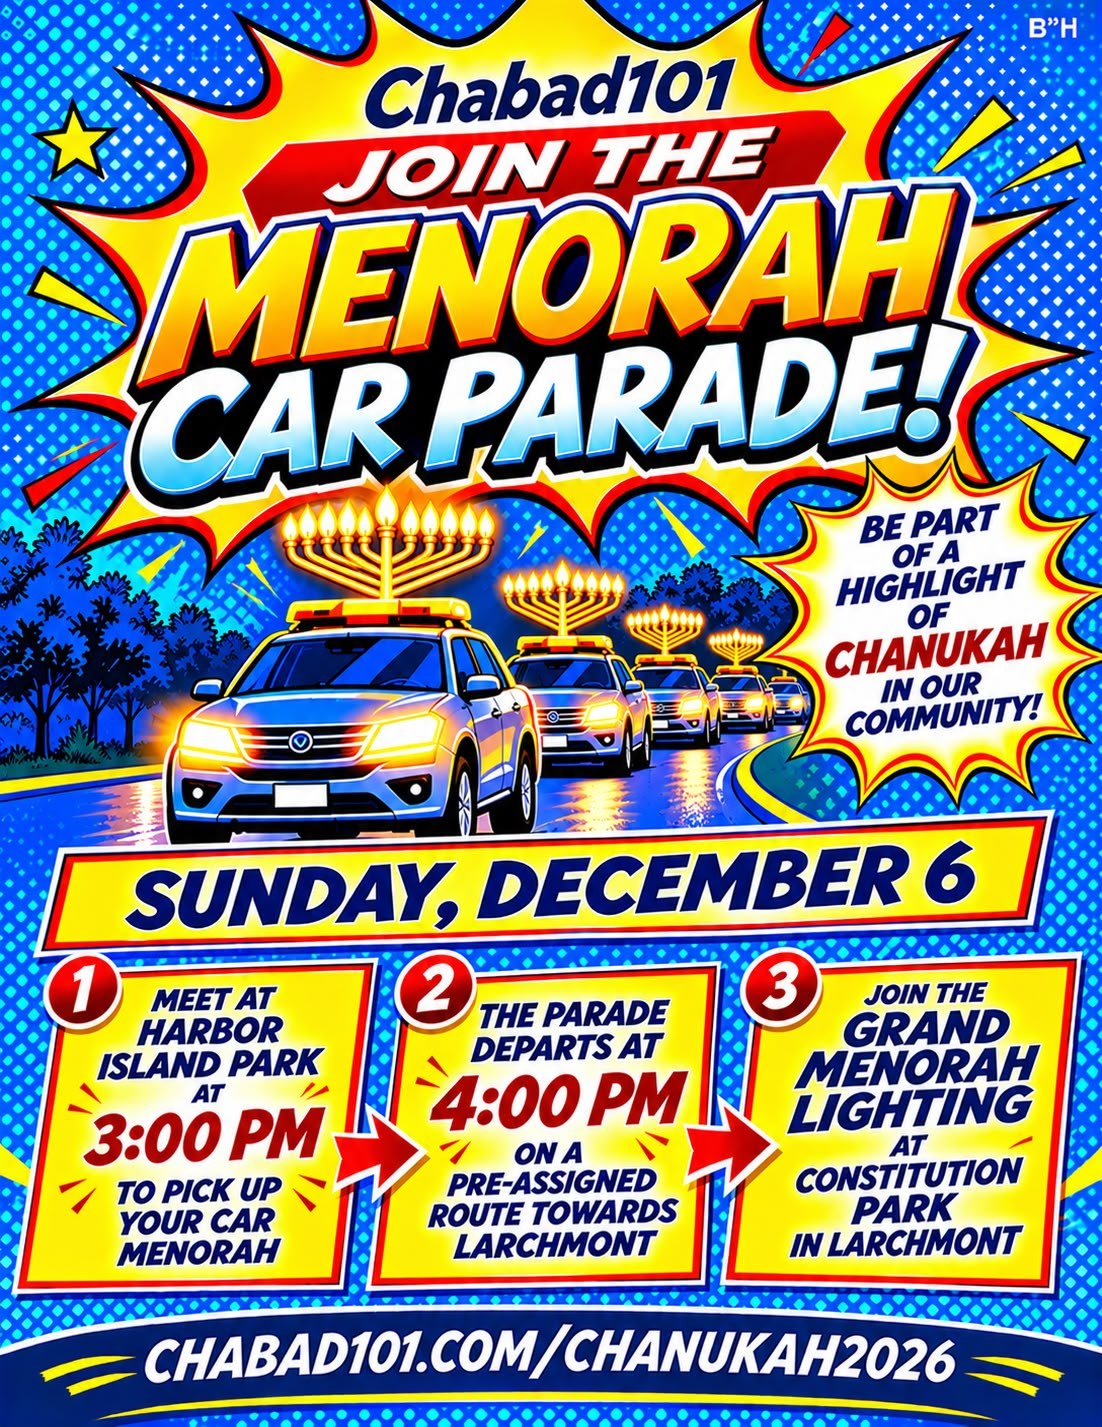 B"H
Chabad101
JOIN THE
MENORAH
CAR PARADE!
BE PART
OF A
HIGHLIGHT
OF
CHANUKAH
IN OUR
COMMUNITY!
SUNDAY, DECEMBER 6
1
MEET AT
HARBOR
ISLAND PARK
AT
3:00 PM
TO PICK UP
YOUR CAR
MENORAH
2
THE PARADE
DEPARTS AT
4:00 PM
ON A
PRE-ASSIGNED
ROUTE TOWARDS
LARCHMONT
3
JOIN THE
GRAND
MENORAH
LIGHTING
AT
CONSTITUTION
PARK
IN LARCHMONT
CHABAD101.COM/CHANUKAH2026